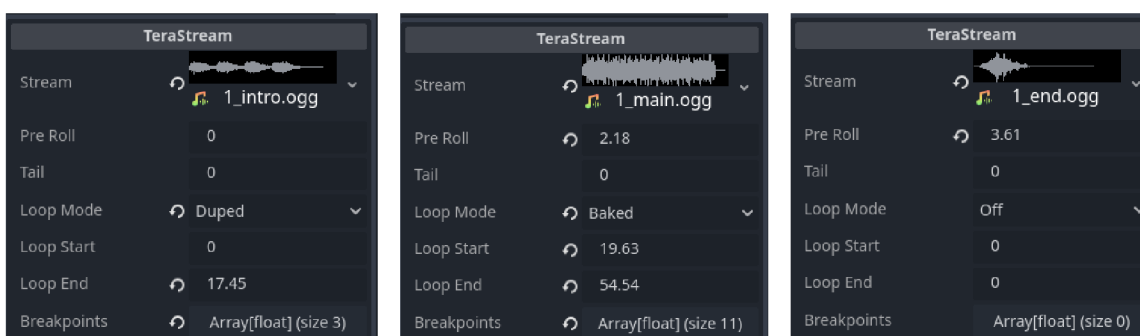 TeraStream
Stream
1_intro.ogg
Pre Roll
0
Tail
0
Loop Mode
Duped
Loop Start
0
Loop End
17.45
Breakpoints
Array[float] (size 3)
TeraStream
Stream
1_main.ogg
Pre Roll
2.18
Tail
0
Loop Mode
Baked
Loop Start
19.63
Loop End
54.54
Breakpoints
Array[float] (size 11)
TeraStream
Stream
1_end.ogg
Pre Roll
3.61
Tail
0
Loop Mode
Off
Loop Start
0
Loop End
0
Breakpoints
Array[float] (size 0)